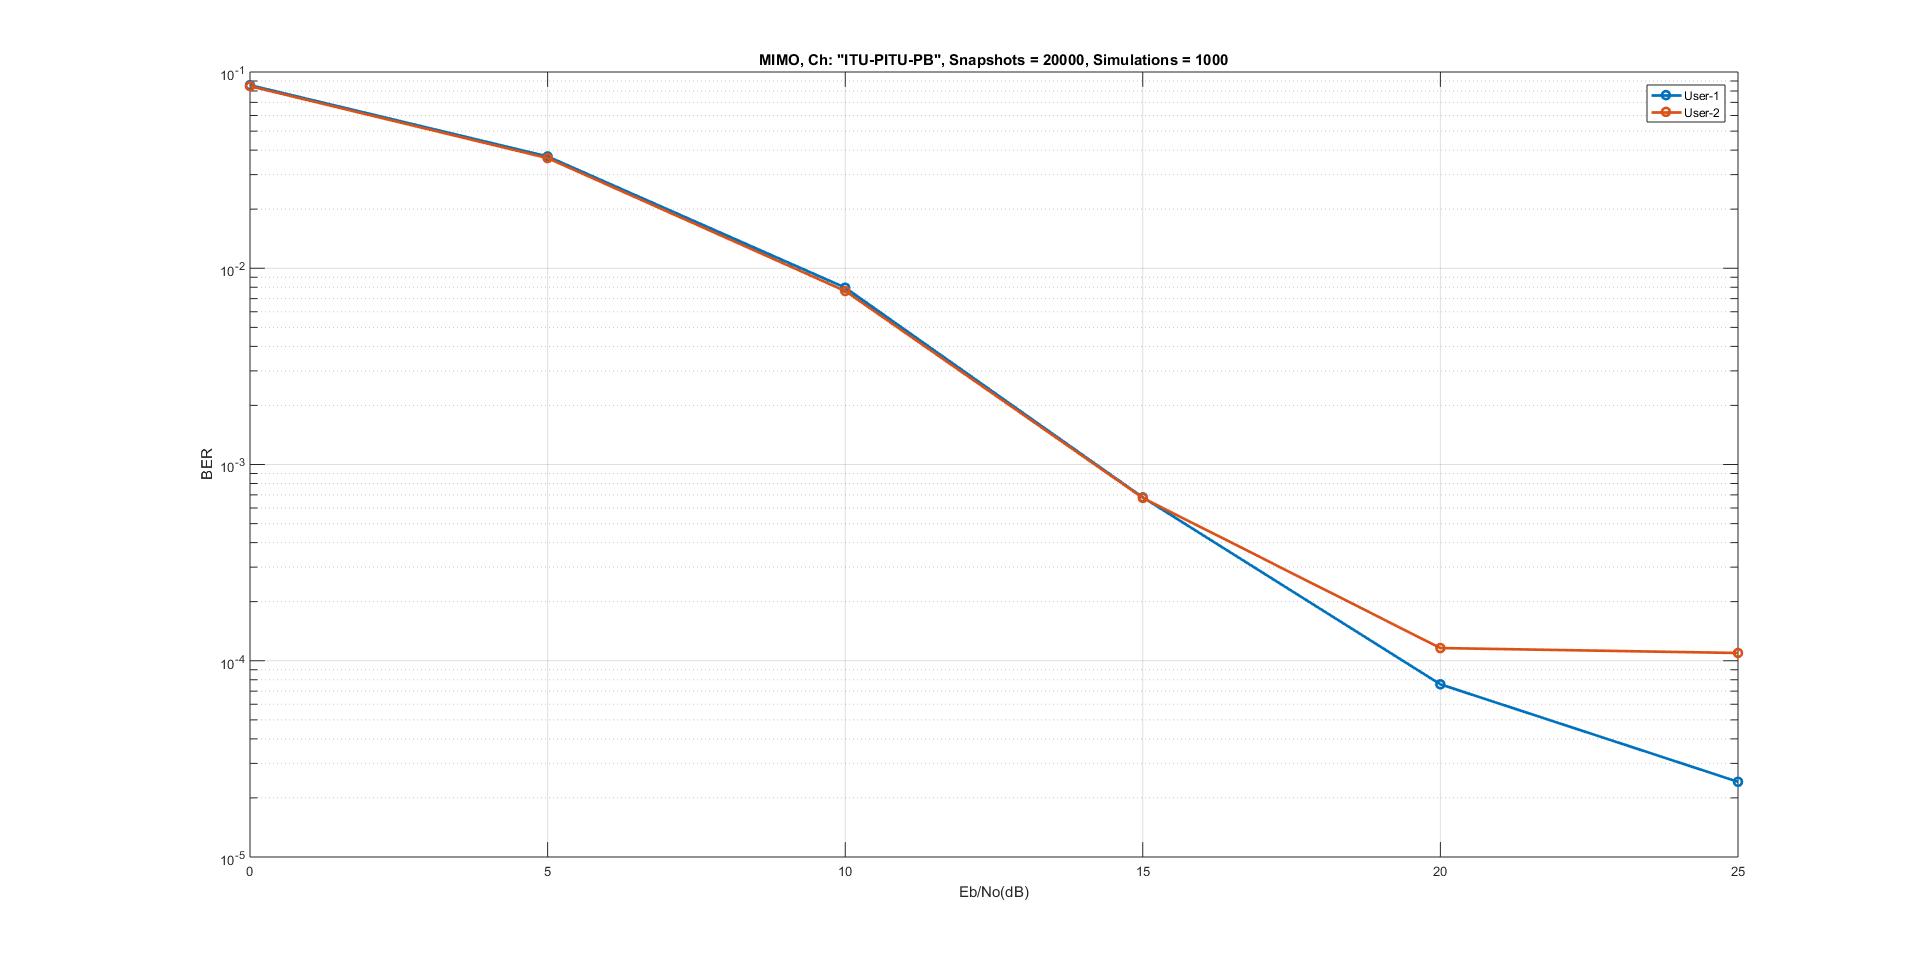 MIMO, Ch: "ITU-PITU-PB", Snapshots = 20000, Simulations = 1000
User-1
User-2
BER
10^-1
10^-2
10^-3
10^-4
10^-5
0 5 10 15 20 25
Eb/No(dB)